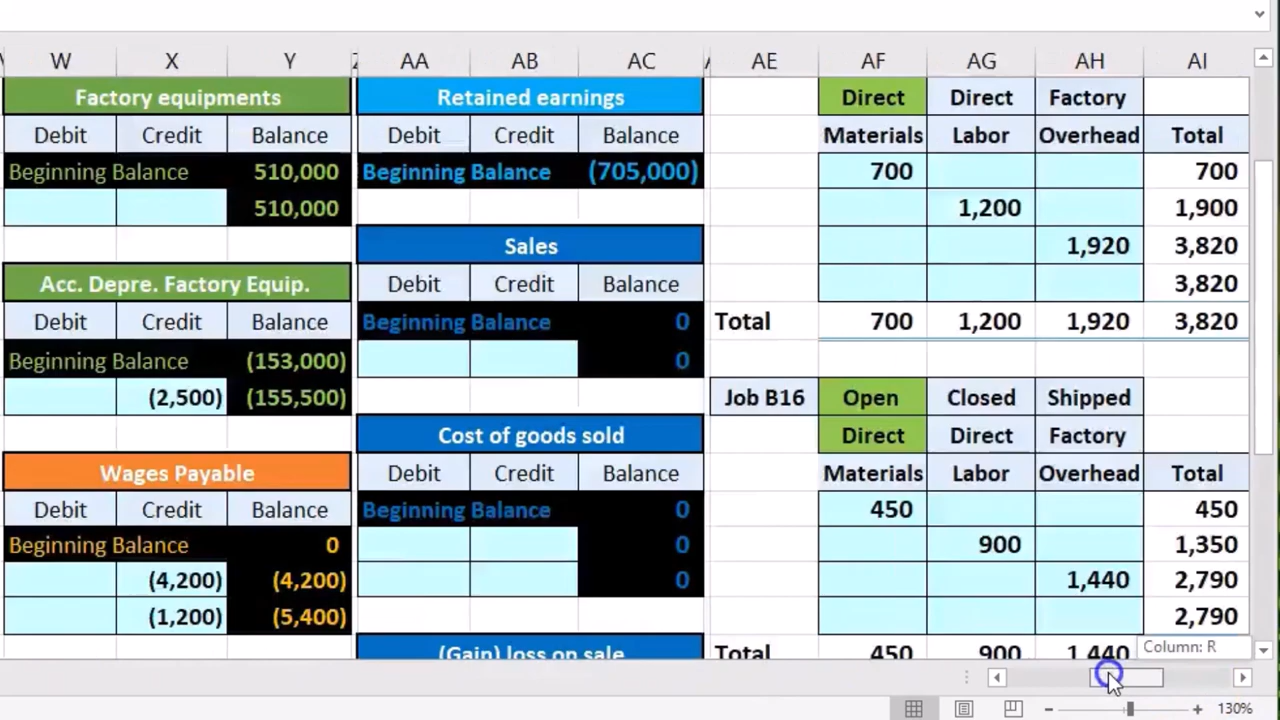 W X Y Z AA AB AC AE AF AG AH AI
Factory equipments Retained earnings Direct Direct Factory
Debit Credit Balance Debit Credit Balance Materials Labor Overhead Total
Beginning Balance 510,000 Beginning Balance (705,000) 700 700
510,000 1,200 1,900
Sales 1,920 3,820
Acc. Depre. Factory Equip. Debit Credit Balance 3,820
Debit Credit Balance Beginning Balance 0 Total 700 1,200 1,920 3,820
Beginning Balance (153,000) 0
(2,500) (155,500) Job B16 Open Closed Shipped
Cost of goods sold Direct Direct Factory
Wages Payable Debit Credit Balance Materials Labor Overhead Total
Debit Credit Balance Beginning Balance 0 450 450
Beginning Balance 0 0 900 1,350
(4,200) (4,200) 0 1,440 2,790
(1,200) (5,400) 2,790
(Gain) loss on sale Total 450 900 1,440
Column: R
130%